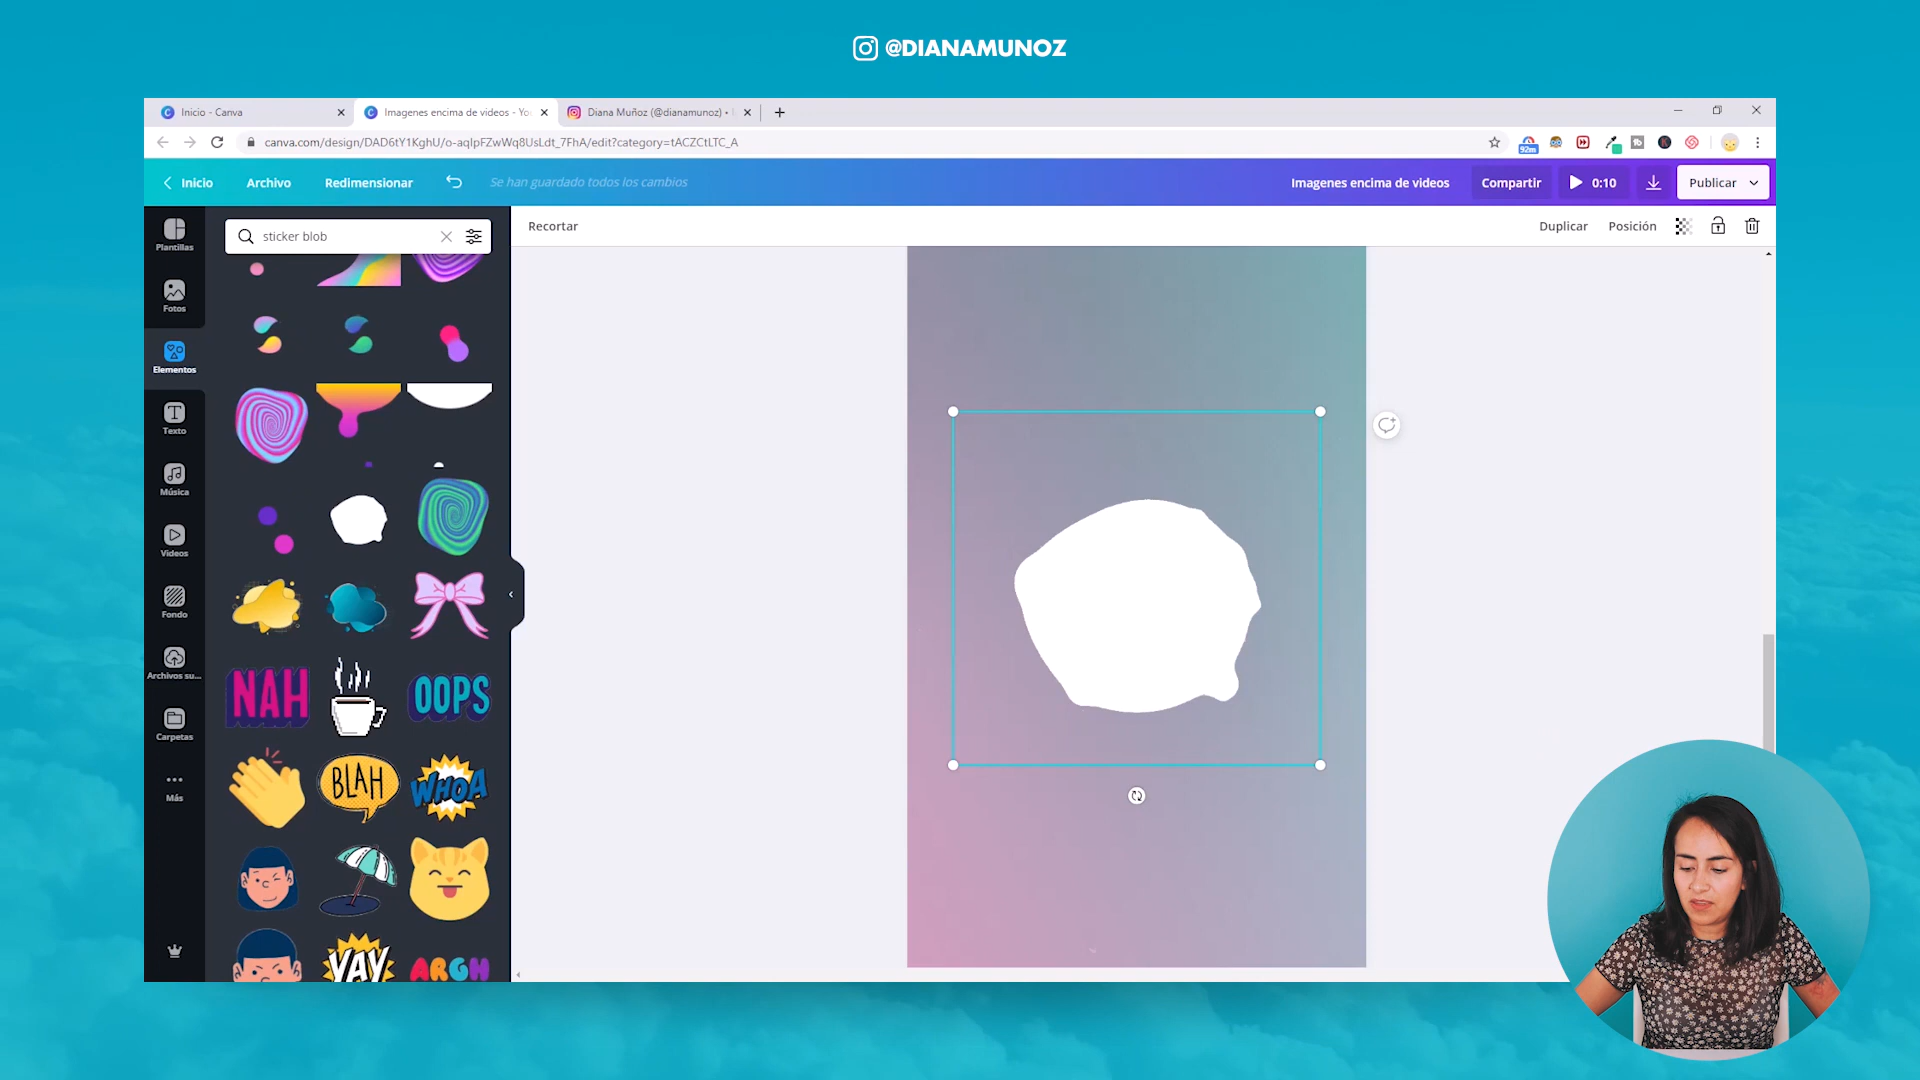 @DIANAMUNOZ
Inicio - Canva
Imagenes encima de videos - Yo
Diana Muñoz (@dianamunoz) •
canva.com/design/DAD6tY1KghU/o-aqIpFZwWq8UsLdt_7FhA/edit?category=tACZCtLTC_A
92m
Inicio
Archivo
Redimensionar
Se han guardado todos los cambios
Imagenes encima de videos
Compartir
0:10
Publicar
Plantillas
Fotos
Elementos
Texto
Música
Videos
Fondo
Archivos su...
Carpetas
Más
sticker blob
Recortar
Duplicar
Posición
NAH
OOPS
BLAH
WHOA
YAY
ARGH